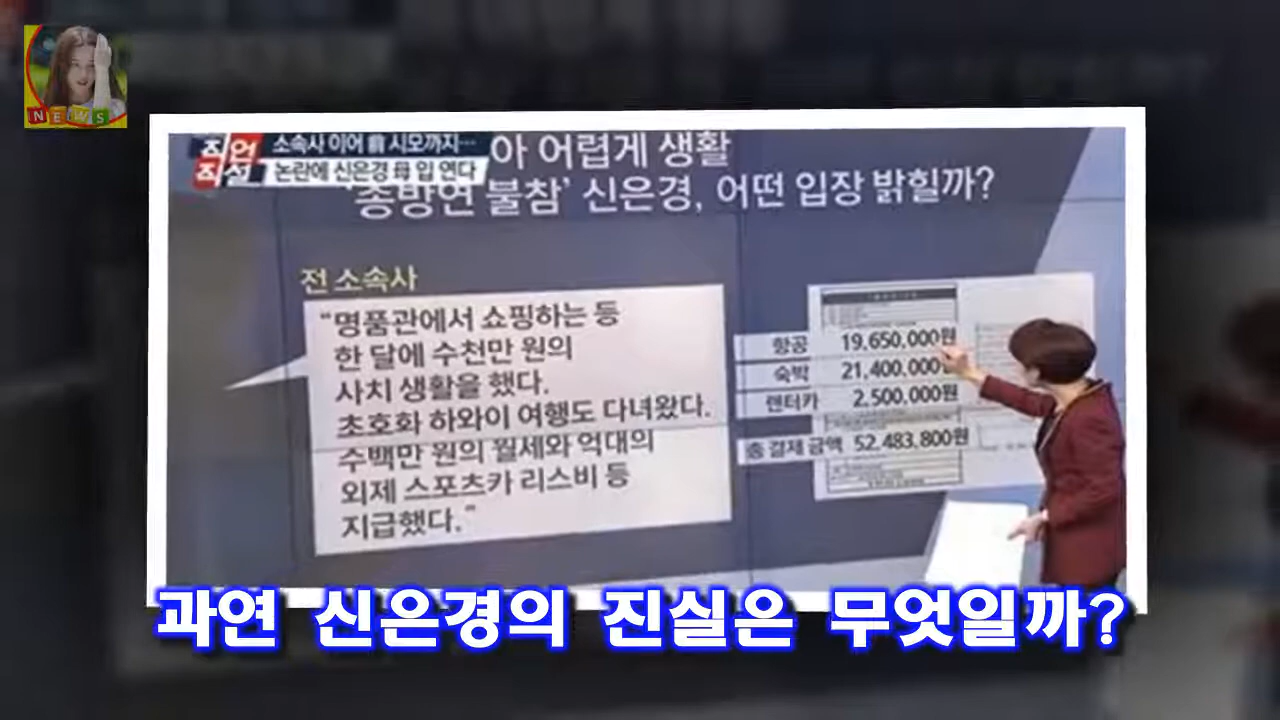 NEWS
직언
직설
소속사 이어 前 시모까지…
논란에 신은경 母 입 연다
아 어렵게 생활
'종방연 불참' 신은경, 어떤 입장 밝힐까?
전 소속사
"명품관에서 쇼핑하는 등
한 달에 수천만 원의
사치 생활을 했다.
초호화 하와이 여행도 다녀왔다.
수백만 원의 월세와 억대의
외제 스포츠카 리스비 등
지급했다."
항공 19,650,000원
숙박 21,400,000원
렌터카 2,500,000원
총 결제 금액 52,483,800원
과연 신은경의 진실은 무엇일까?